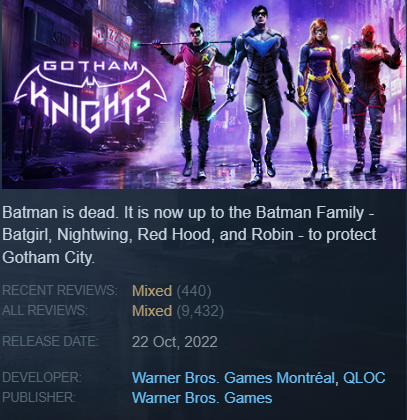 GOTHAM
KNIGHTS
Batman is dead. It is now up to the Batman Family -
Batgirl, Nightwing, Red Hood, and Robin - to protect
Gotham City.
RECENT REVIEWS: Mixed (440)
ALL REVIEWS: Mixed (9,432)
RELEASE DATE: 22 Oct, 2022
DEVELOPER: Warner Bros. Games Montréal, QLOC
PUBLISHER: Warner Bros. Games